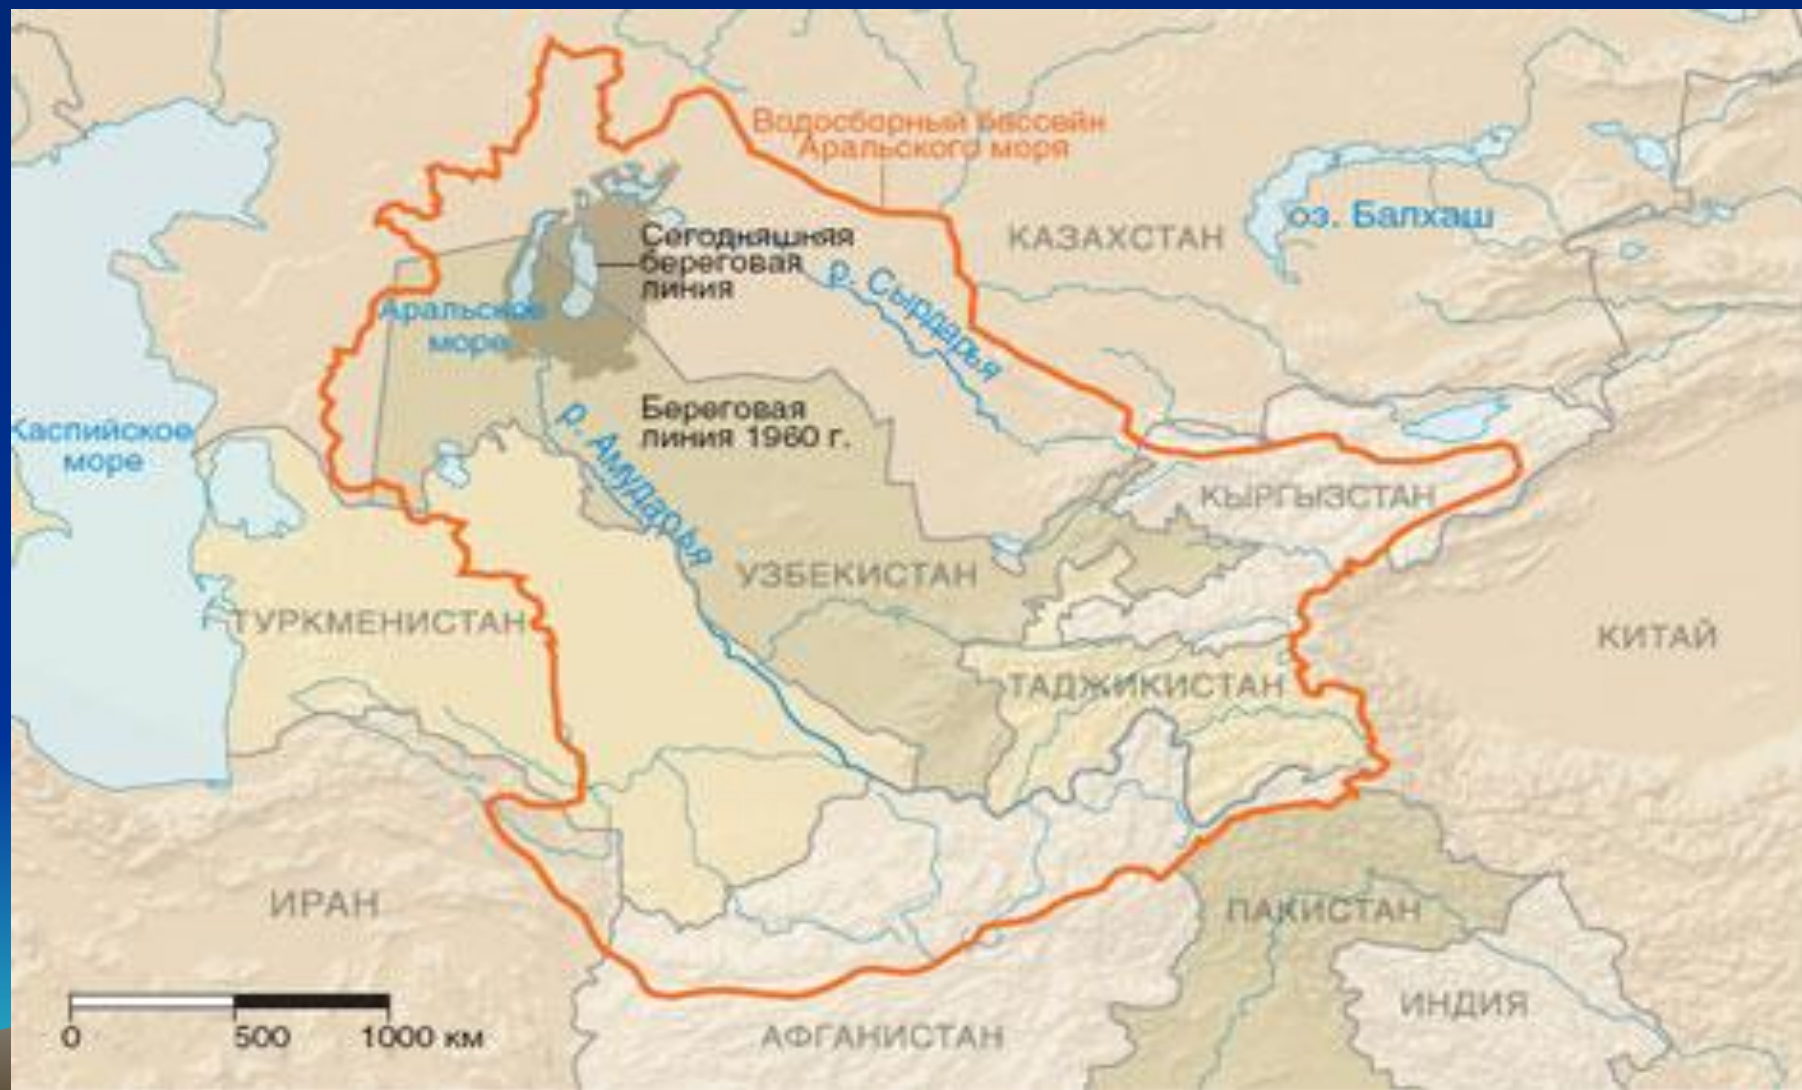 Водосборный бассейн
Аральского моря
оз. Балхаш
КАЗАХСТАН
Сегодняшняя
береговая
линия
р. Сырдарья
Аральское
море
Береговая
линия 1960 г.
р. Амударья
Каспийское
море
КЫРГЫЗСТАН
УЗБЕКИСТАН
ТУРКМЕНИСТАН
КИТАЙ
ТАДЖИКИСТАН
ИРАН
ПАКИСТАН
ИНДИЯ
АФГАНИСТАН
0 500 1000 км